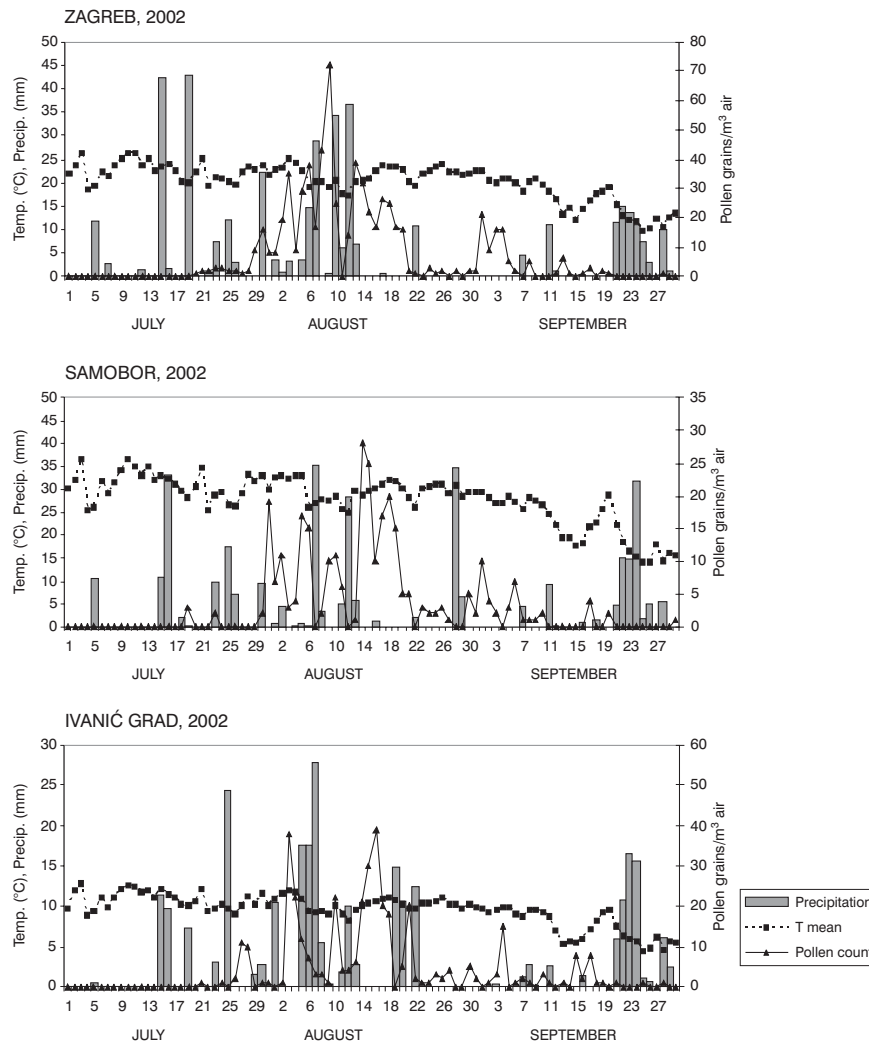 ZAGREB, 2002
50
45
40
35
30
25
20
15
10
5
0
Temp. (°C), Precip. (mm)
80
70
60
50
40
30
20
10
0
Pollen grains/m³ air
1 5 9 13 17 21 25 29 2 6 10 14 18 22 26 30 3 7 11 15 19 23 27
JULY AUGUST SEPTEMBER
SAMOBOR, 2002
50
45
40
35
30
25
20
15
10
5
0
Temp. (°C), Precip. (mm)
35
30
25
20
15
10
5
0
Pollen grains/m³ air
1 5 9 13 17 21 25 29 2 6 10 14 18 22 26 30 3 7 11 15 19 23 27
JULY AUGUST SEPTEMBER
IVANIĆ GRAD, 2002
30
25
20
15
10
5
0
Temp. (°C), Precip. (mm)
60
50
40
30
20
10
0
Pollen grains/m³ air
1 5 9 13 17 21 25 29 2 6 10 14 18 22 26 30 3 7 11 15 19 23 27
JULY AUGUST SEPTEMBER
Precipitation
T mean
Pollen count